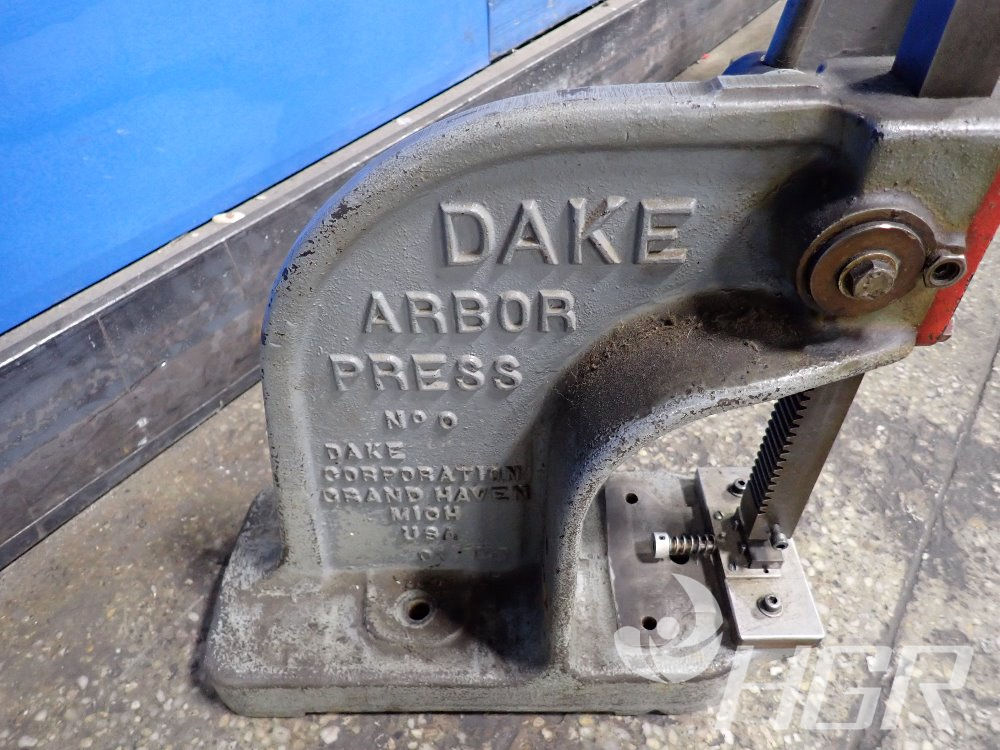 DAKE
ARBOR
PRESS
Nº 0
DAKE
CORPORATION
GRAND HAVEN
MICH
USA
HGR